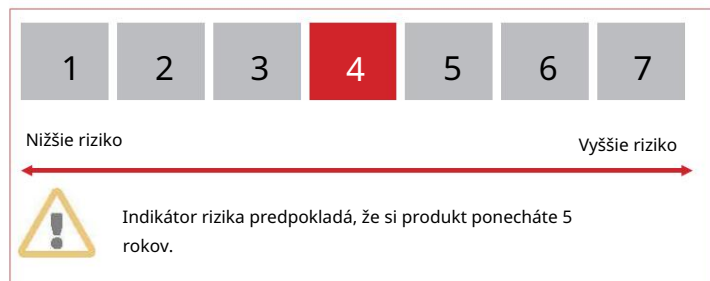 1 2 3 4 5 6 7
Nižšie riziko
Vyššie riziko
Indikátor rizika predpokladá, že si produkt ponecháte 5
rokov.